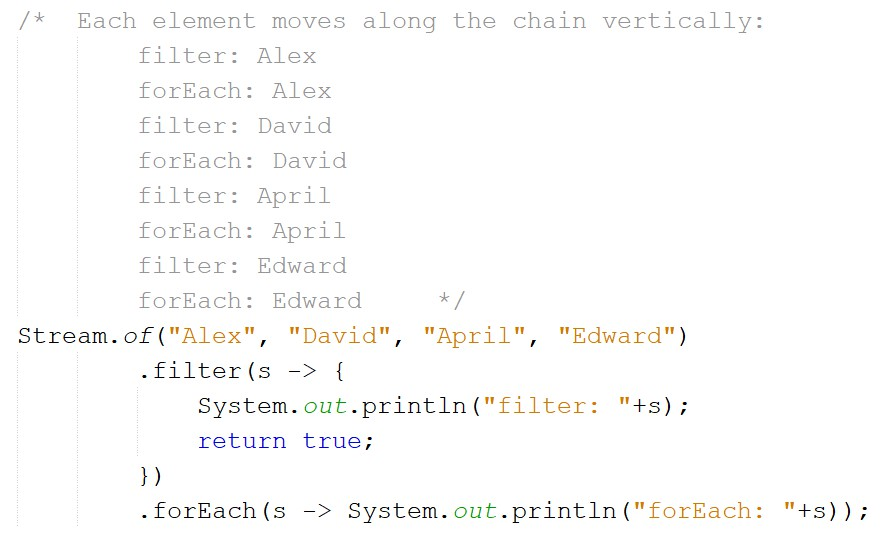 /*  Each element moves along the chain vertically:
        filter: Alex
        forEach: Alex
        filter: David
        forEach: David
        filter: April
        forEach: April
        filter: Edward
        forEach: Edward     */
Stream.of("Alex", "David", "April", "Edward")
        .filter(s -> {
            System.out.println("filter: "+s);
            return true;
        })
        .forEach(s -> System.out.println("forEach: "+s));